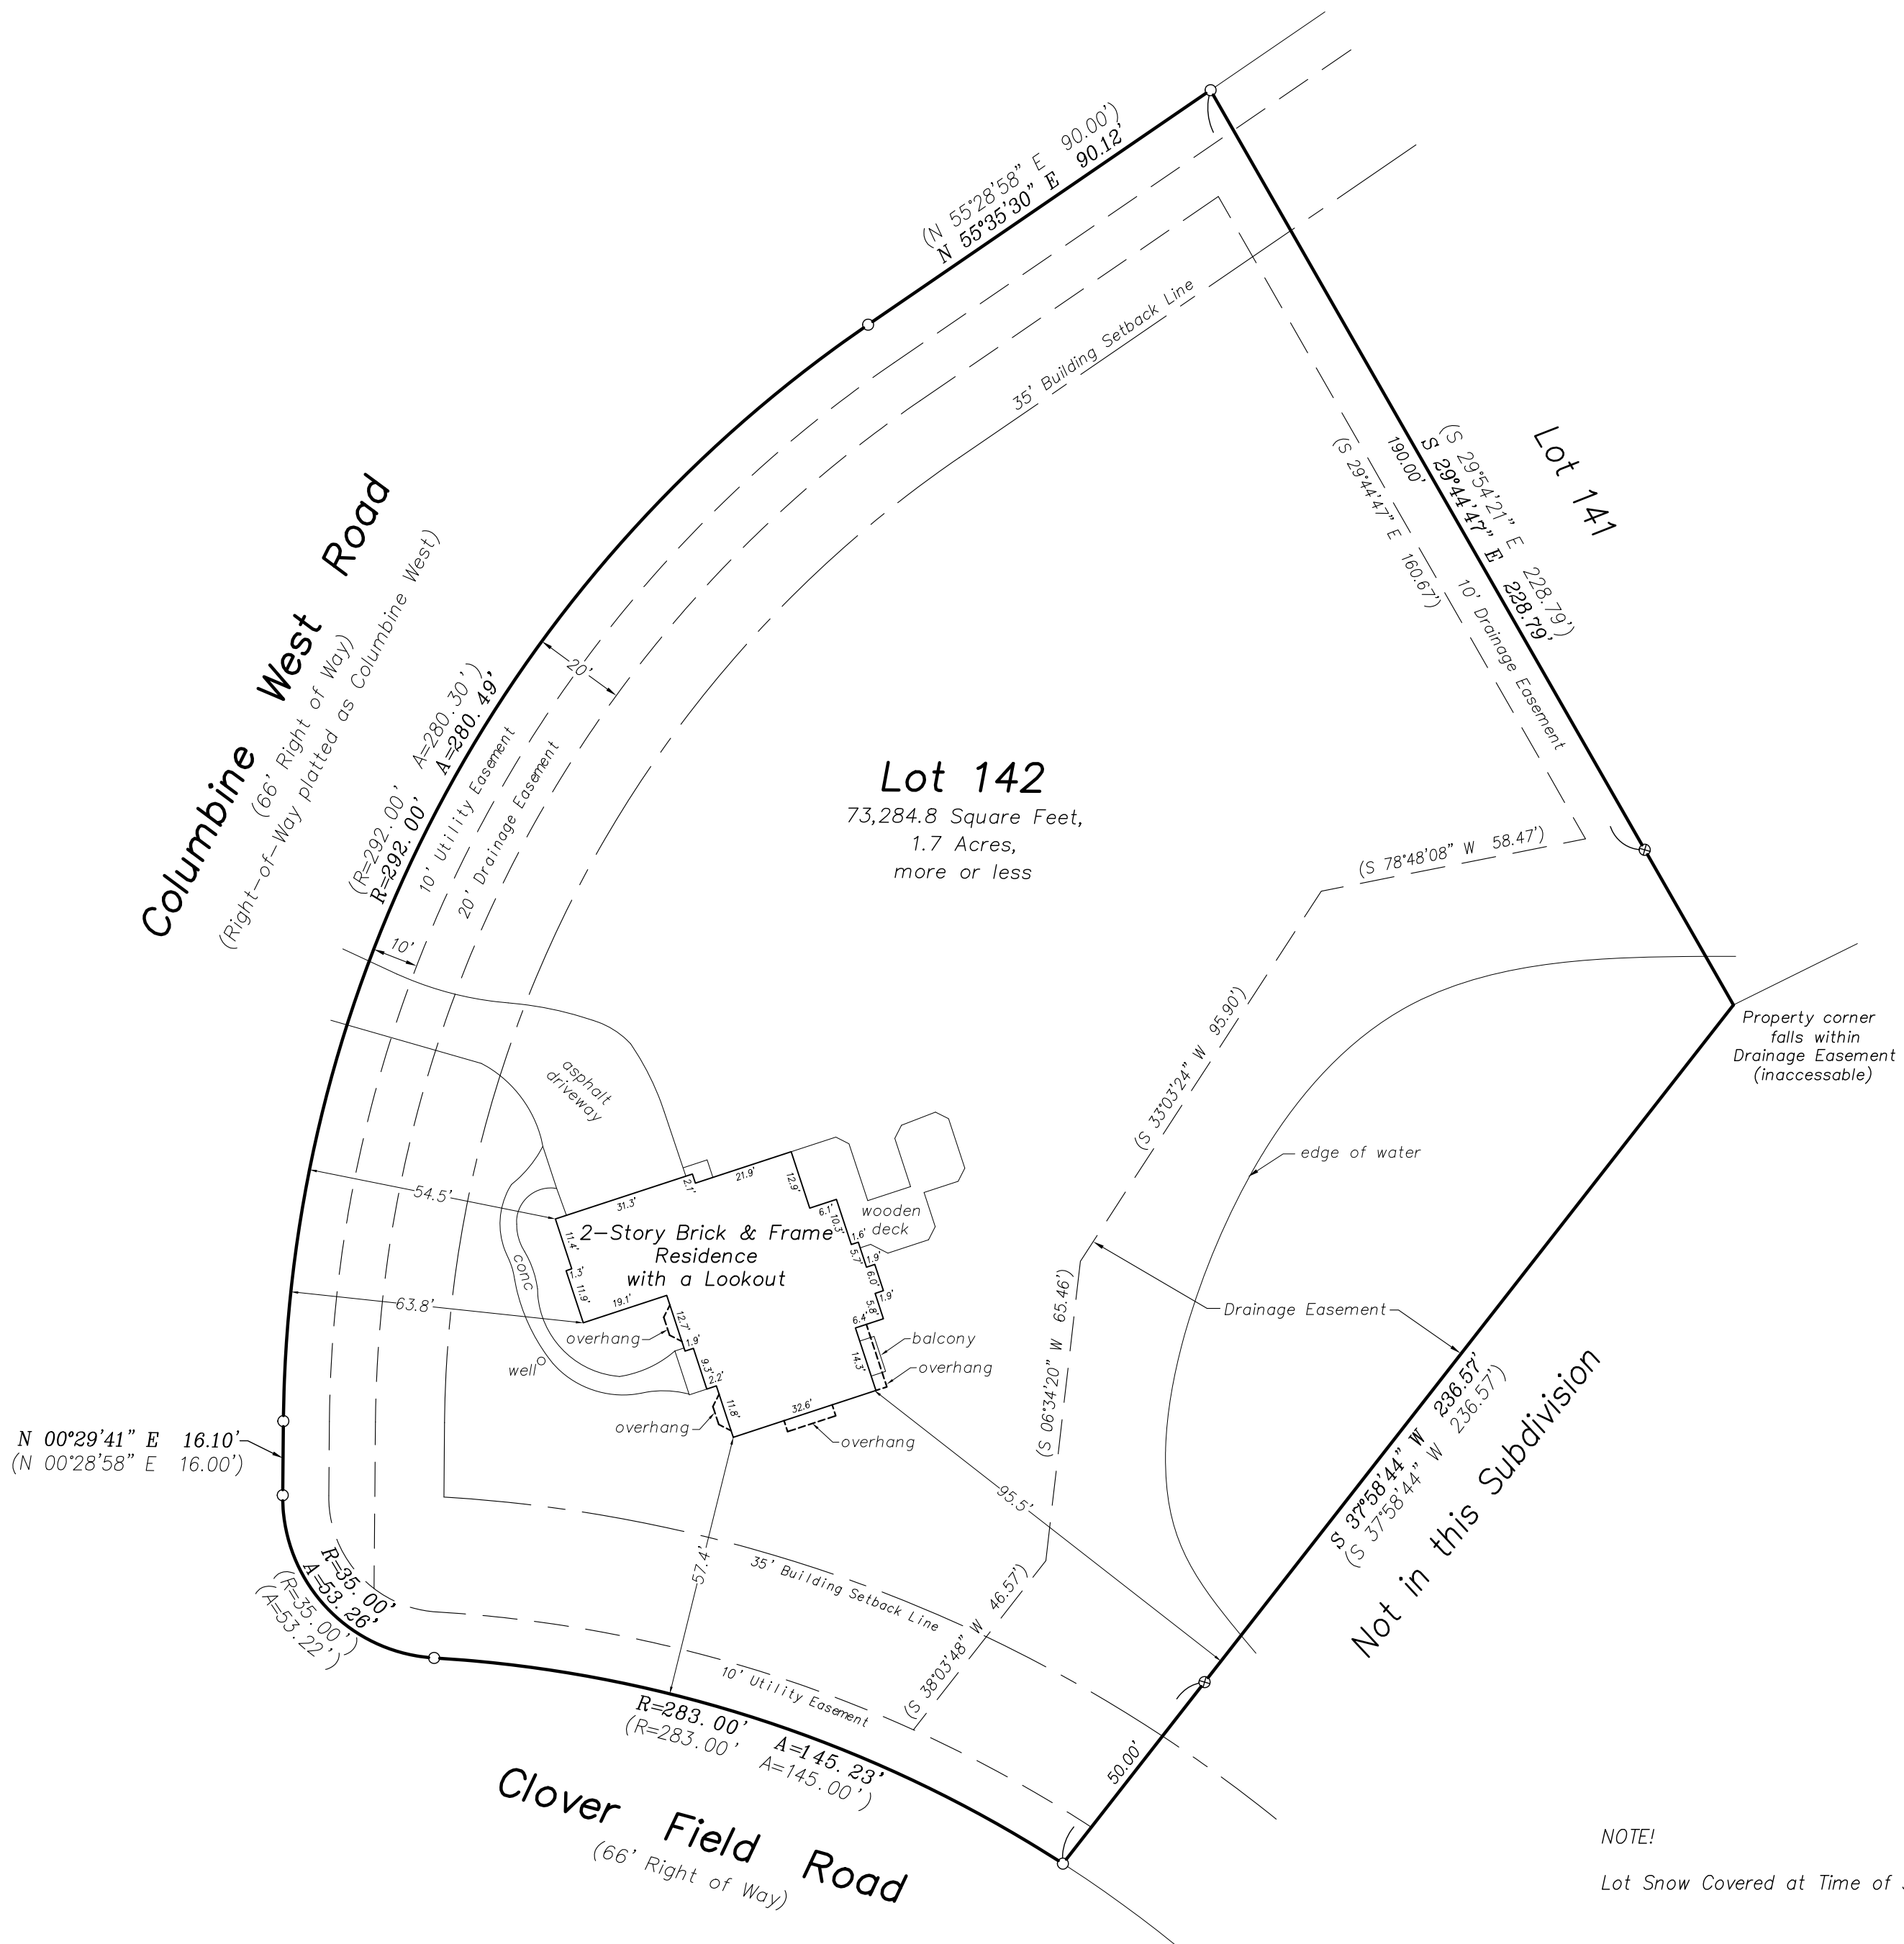 (N 55°28'58" E 90.00')
N 55°35'30" E 90.12'
35' Building Setback Line
Lot 141
(S 29°54'21" E 228.79')
S 29°44'47" E 228.79'
190.00'
(S 29°44'47" E 160.67')
10' Drainage Easement
Columbine West Road
(66' Right of Way)
(Right-of-Way platted as Columbine West)
20'
(R=292.00' A=280.30')
R=292.00' A=280.49'
10' Utility Easement
20' Drainage Easement
10'
Lot 142
73,284.8 Square Feet,
1.7 Acres,
more or less
(S 78°48'08" W 58.47')
(S 33°03'24" W 95.90')
Property corner
falls within
Drainage Easement
(inaccessable)
asphalt
driveway
edge of water
54.5'
31.3'
2.1'
21.9'
12.9'
6.1'
10.3'
wooden
deck
1.6'
5.7'
1.9'
6.0'
1.9'
5.8'
6.4'
14.3'
2-Story Brick & Frame
Residence
with a Lookout
11.4'
.3'
11.9'
conc
63.8'
19.1'
12.7'
1.9'
9.3'
2.2'
11.8'
32.6'
overhang
balcony
overhang
well
overhang
overhang
(S 06°34'20" W 65.46')
Drainage Easement
N 00°29'41" E 16.10'
(N 00°28'58" E 16.00')
95.5'
57.4'
S 37°58'44" W 236.57'
(S 37°58'44" W 236.57')
Not in this Subdivision
R=35.00'
A=53.26'
(R=35.00')
(A=53.22')
35' Building Setback Line
(S 38°03'48" W 46.57')
10' Utility Easement
R=283.00' A=145.23'
(R=283.00' A=145.00')
50.00'
Clover Field Road
(66' Right of Way)
NOTE!
Lot Snow Covered at Time of